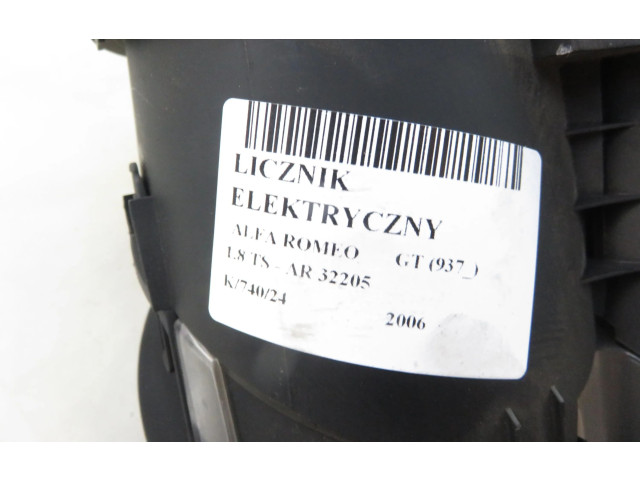 LICZNIK
ELEKTRYCZNY
ALFA ROMEO GT (937_)
1.8 TS - AR 32205
K/740/24 2006